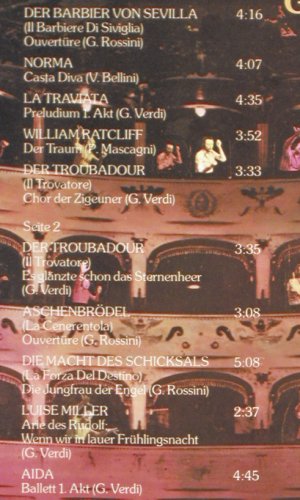 DER BARBIER VON SEVILLA 4:16
(Il Barbiere Di Siviglia)
Ouvertüre (G. Rossini)
NORMA 4:07
Casta Diva (V. Bellini)
LA TRAVIATA 4:35
Preludium 1. Akt (G. Verdi)
WILLIAM RATCLIFF 3:52
Der Traum (P. Mascagni)
DER TROUBADOUR 3:33
(Il Trovatore)
Chor der Zigeuner (G. Verdi)
Seite 2
DER TROUBADOUR 3:35
(Il Trovatore)
Es glänzte schon das Sternenheer
(G. Verdi)
ASCHENBRÖDEL 3:08
(La Cenerentola)
Ouvertüre (G. Rossini)
DIE MACHT DES SCHICKSALS 5:08
(La Forza Del Destino)
Die Jungfrau der Engel (G. Rossini)
LUISE MILLER 2:37
Arie des Rudolf:
Wenn wir in lauer Frühlingsnacht
(G. Verdi)
AIDA 4:45
Ballett 1. Akt (G. Verdi)